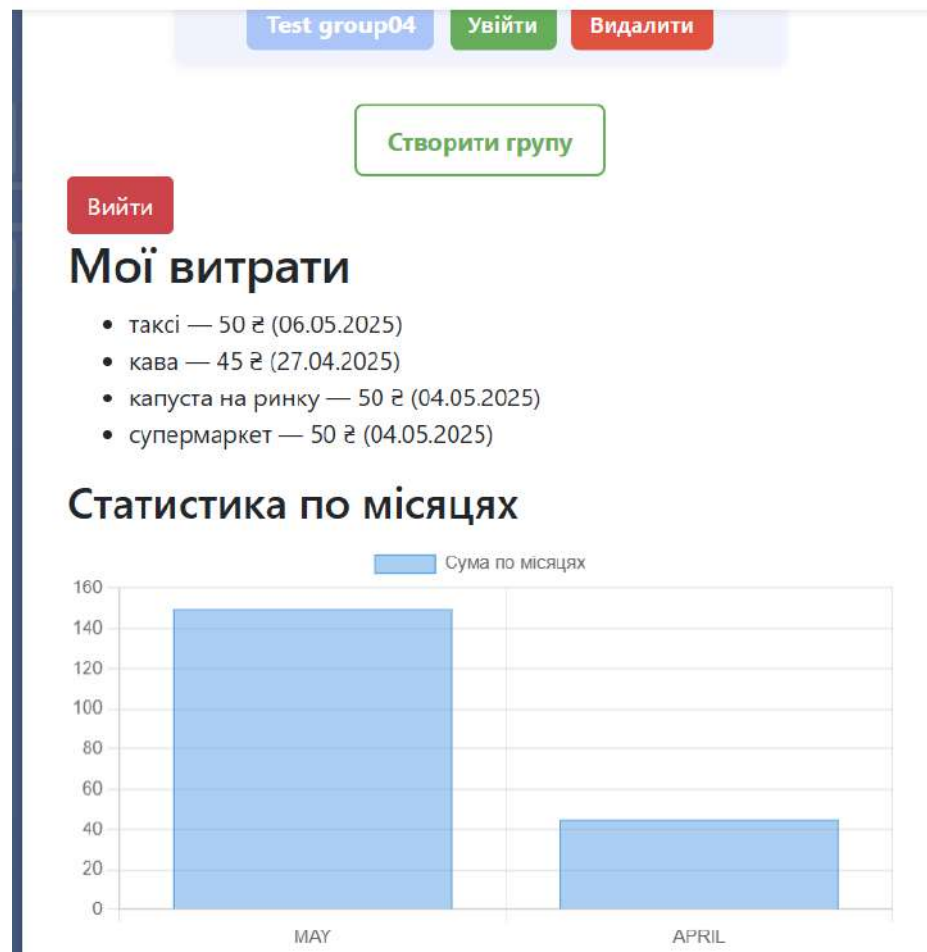 Test group04 Увійти Видалити
Створити групу
Вийти
Мої витрати
• таксі — 50 ₴ (06.05.2025)
• кава — 45 ₴ (27.04.2025)
• капуста на ринку — 50 ₴ (04.05.2025)
• супермаркет — 50 ₴ (04.05.2025)
Статистика по місяцях
Сума по місяцях
160
140
120
100
80
60
40
20
0
MAY APRIL